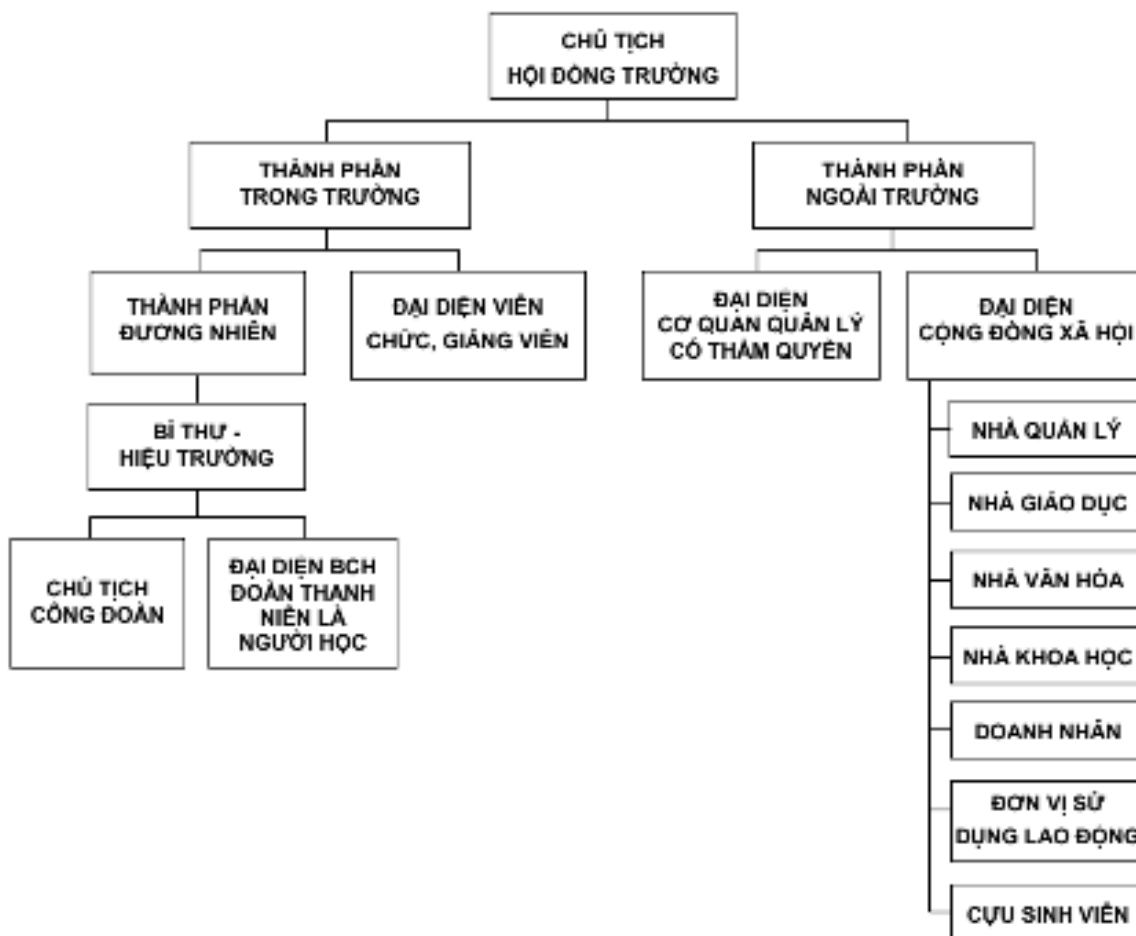 CHỦ TỊCH
HỘI ĐỒNG TRƯỜNG
THÀNH PHẦN
TRONG TRƯỜNG
THÀNH PHẦN
NGOÀI TRƯỜNG
THÀNH PHẦN
ĐƯƠNG NHIÊN
ĐẠI DIỆN VIÊN
CHỨC, GIẢNG VIÊN
ĐẠI DIỆN
CƠ QUAN QUẢN LÝ
CÓ THẨM QUYỀN
ĐẠI DIỆN
CỘNG ĐỒNG XÃ HỘI
BÍ THƯ -
HIỆU TRƯỞNG
CHỦ TỊCH
CÔNG ĐOÀN
ĐẠI DIỆN BCH
ĐOÀN THANH
NIÊN LÀ
NGƯỜI HỌC
NHÀ QUẢN LÝ
NHÀ GIÁO DỤC
NHÀ VĂN HÓA
NHÀ KHOA HỌC
DOANH NHÂN
ĐƠN VỊ SỬ
DỤNG LAO ĐỘNG
CỰU SINH VIÊN